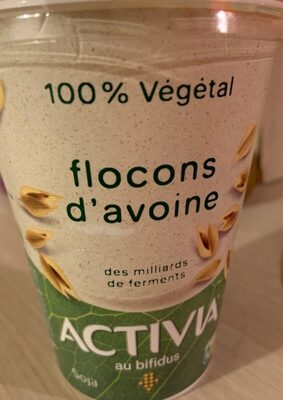 100% Végétal
flocons
d'avoine
des milliards
de ferments
ACTIVIA
au bifidus
Soja